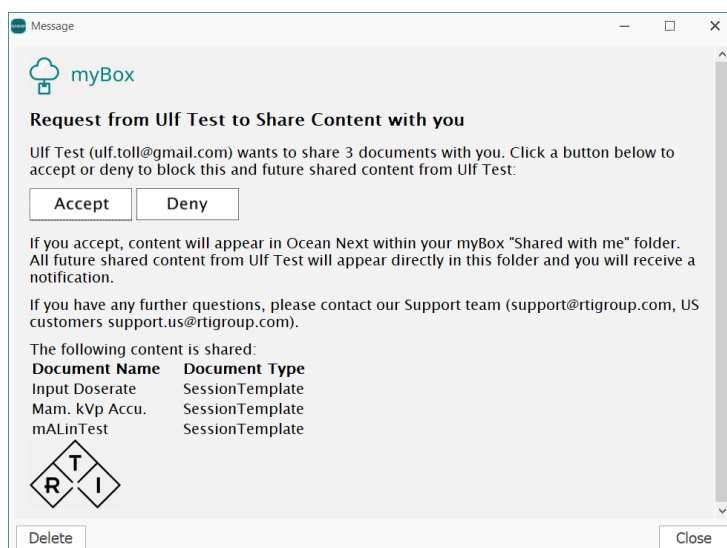 ocean Message
myBox
Request from Ulf Test to Share Content with you
Ulf Test (ulf.toll@gmail.com) wants to share 3 documents with you. Click a button below to
accept or deny to block this and future shared content from Ulf Test:
Accept Deny
If you accept, content will appear in Ocean Next within your myBox "Shared with me" folder.
All future shared content from Ulf Test will appear directly in this folder and you will receive a
notification.
If you have any further questions, please contact our Support team (support@rtigroup.com, US
customers support.us@rtigroup.com).
The following content is shared:
Document Name Document Type
Input Doserate SessionTemplate
Mam. kVp Accu. SessionTemplate
mALinTest SessionTemplate
T
R I
Delete Close